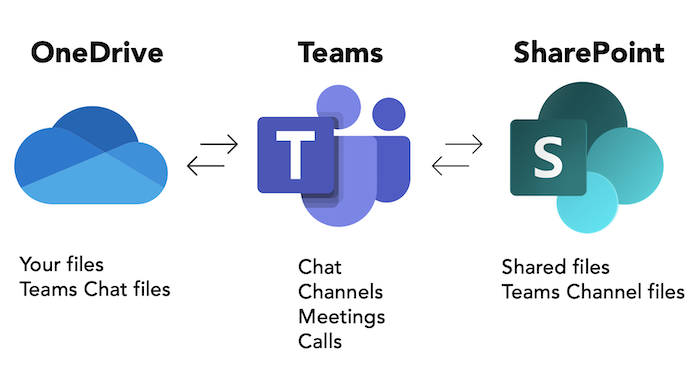 OneDrive
Teams
SharePoint
T
S
Your files
Teams Chat files
Chat
Channels
Meetings
Calls
Shared files
Teams Channel files